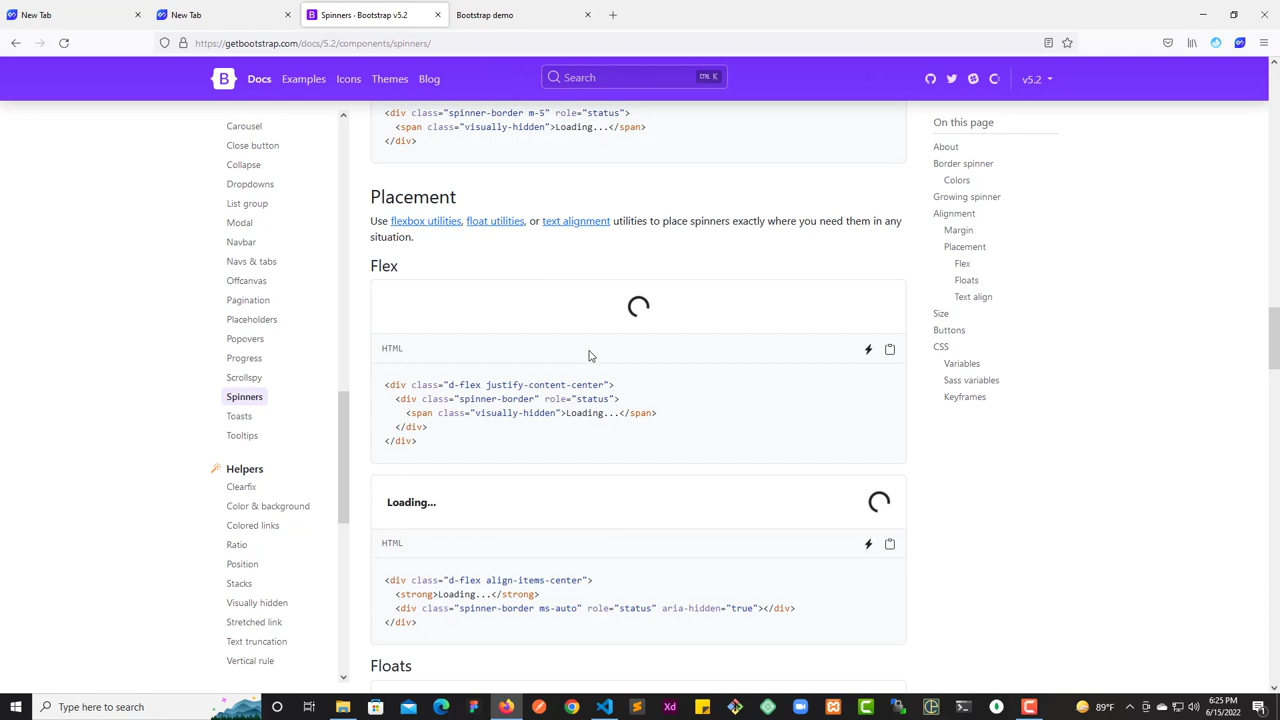 New Tab
New Tab
Spinners · Bootstrap v5.2
Bootstrap demo
https://getbootstrap.com/docs/5.2/components/spinners/
B
Docs
Examples
Icons
Themes
Blog
Search
CTRL K
v5.2
Carousel
Close button
Collapse
Dropdowns
List group
Modal
Navbar
Navs & tabs
Offcanvas
Pagination
Placeholders
Popovers
Progress
Scrollspy
Spinners
Toasts
Tooltips
Helpers
Clearfix
Color & background
Colored links
Ratio
Position
Stacks
Visually hidden
Stretched link
Text truncation
Vertical rule
<div class="spinner-border m-5" role="status">
<span class="visually-hidden">Loading...</span>
</div>
Placement
Use flexbox utilities, float utilities, or text alignment utilities to place spinners exactly where you need them in any
situation.
Flex
HTML
<div class="d-flex justify-content-center">
<div class="spinner-border" role="status">
<span class="visually-hidden">Loading...</span>
</div>
</div>
Loading...
HTML
<div class="d-flex align-items-center">
<strong>Loading...</strong>
<div class="spinner-border ms-auto" role="status" aria-hidden="true"></div>
</div>
Floats
On this page
About
Border spinner
Colors
Growing spinner
Alignment
Margin
Placement
Flex
Floats
Text align
Size
Buttons
CSS
Variables
Sass variables
Keyframes
Type here to search
Xd
89°F
6:25 PM
6/15/2022